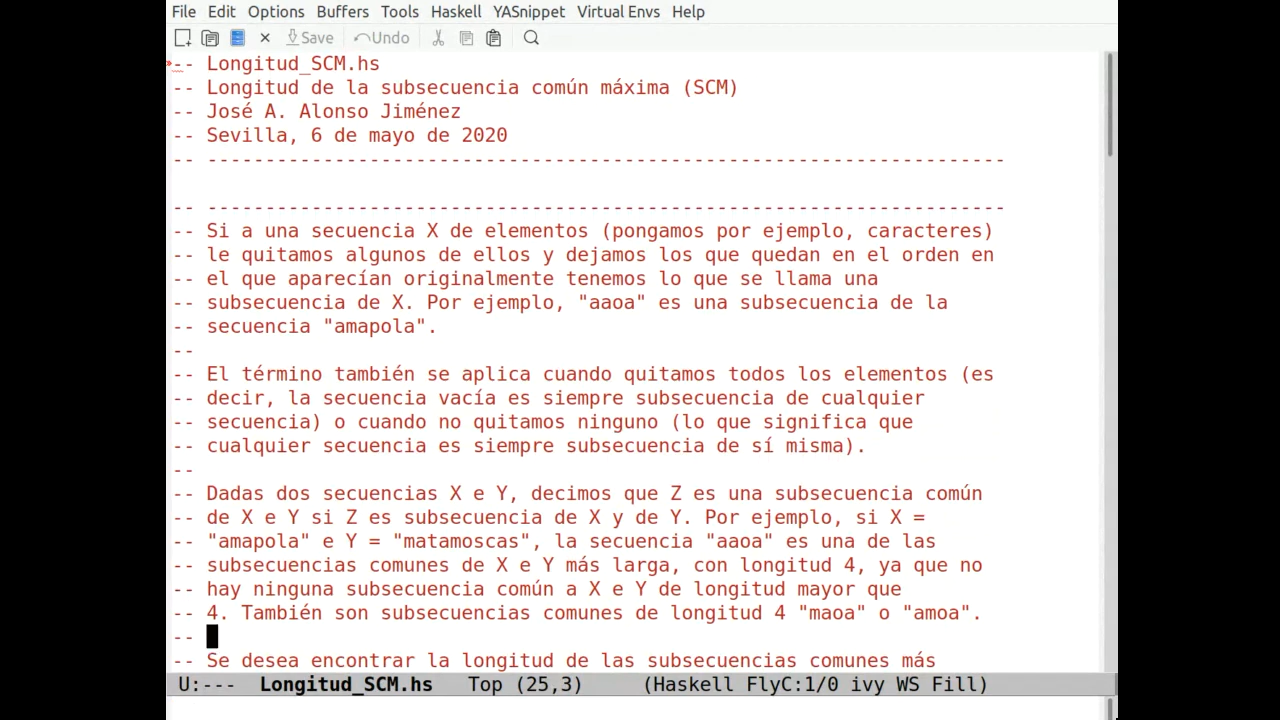 File Edit Options Buffers Tools Haskell YASnippet Virtual Envs Help
Save Undo
-- Longitud_SCM.hs
-- Longitud de la subsecuencia común máxima (SCM)
-- José A. Alonso Jiménez
-- Sevilla, 6 de mayo de 2020
-- ---------------------------------------------------------------------
-- ---------------------------------------------------------------------
-- Si a una secuencia X de elementos (pongamos por ejemplo, caracteres)
-- le quitamos algunos de ellos y dejamos los que quedan en el orden en
-- el que aparecían originalmente tenemos lo que se llama una
-- subsecuencia de X. Por ejemplo, "aaoa" es una subsecuencia de la
-- secuencia "amapola".
--
-- El término también se aplica cuando quitamos todos los elementos (es
-- decir, la secuencia vacía es siempre subsecuencia de cualquier
-- secuencia) o cuando no quitamos ninguno (lo que significa que
-- cualquier secuencia es siempre subsecuencia de sí misma).
--
-- Dadas dos secuencias X e Y, decimos que Z es una subsecuencia común
-- de X e Y si Z es subsecuencia de X y de Y. Por ejemplo, si X =
-- "amapola" e Y = "matamoscas", la secuencia "aaoa" es una de las
-- subsecuencias comunes de X e Y más larga, con longitud 4, ya que no
-- hay ninguna subsecuencia común a X e Y de longitud mayor que
-- 4. También son subsecuencias comunes de longitud 4 "maoa" o "amoa".
--
-- Se desea encontrar la longitud de las subsecuencias comunes más
U:--- Longitud_SCM.hs Top (25,3) (Haskell FlyC:1/0 ivy WS Fill)